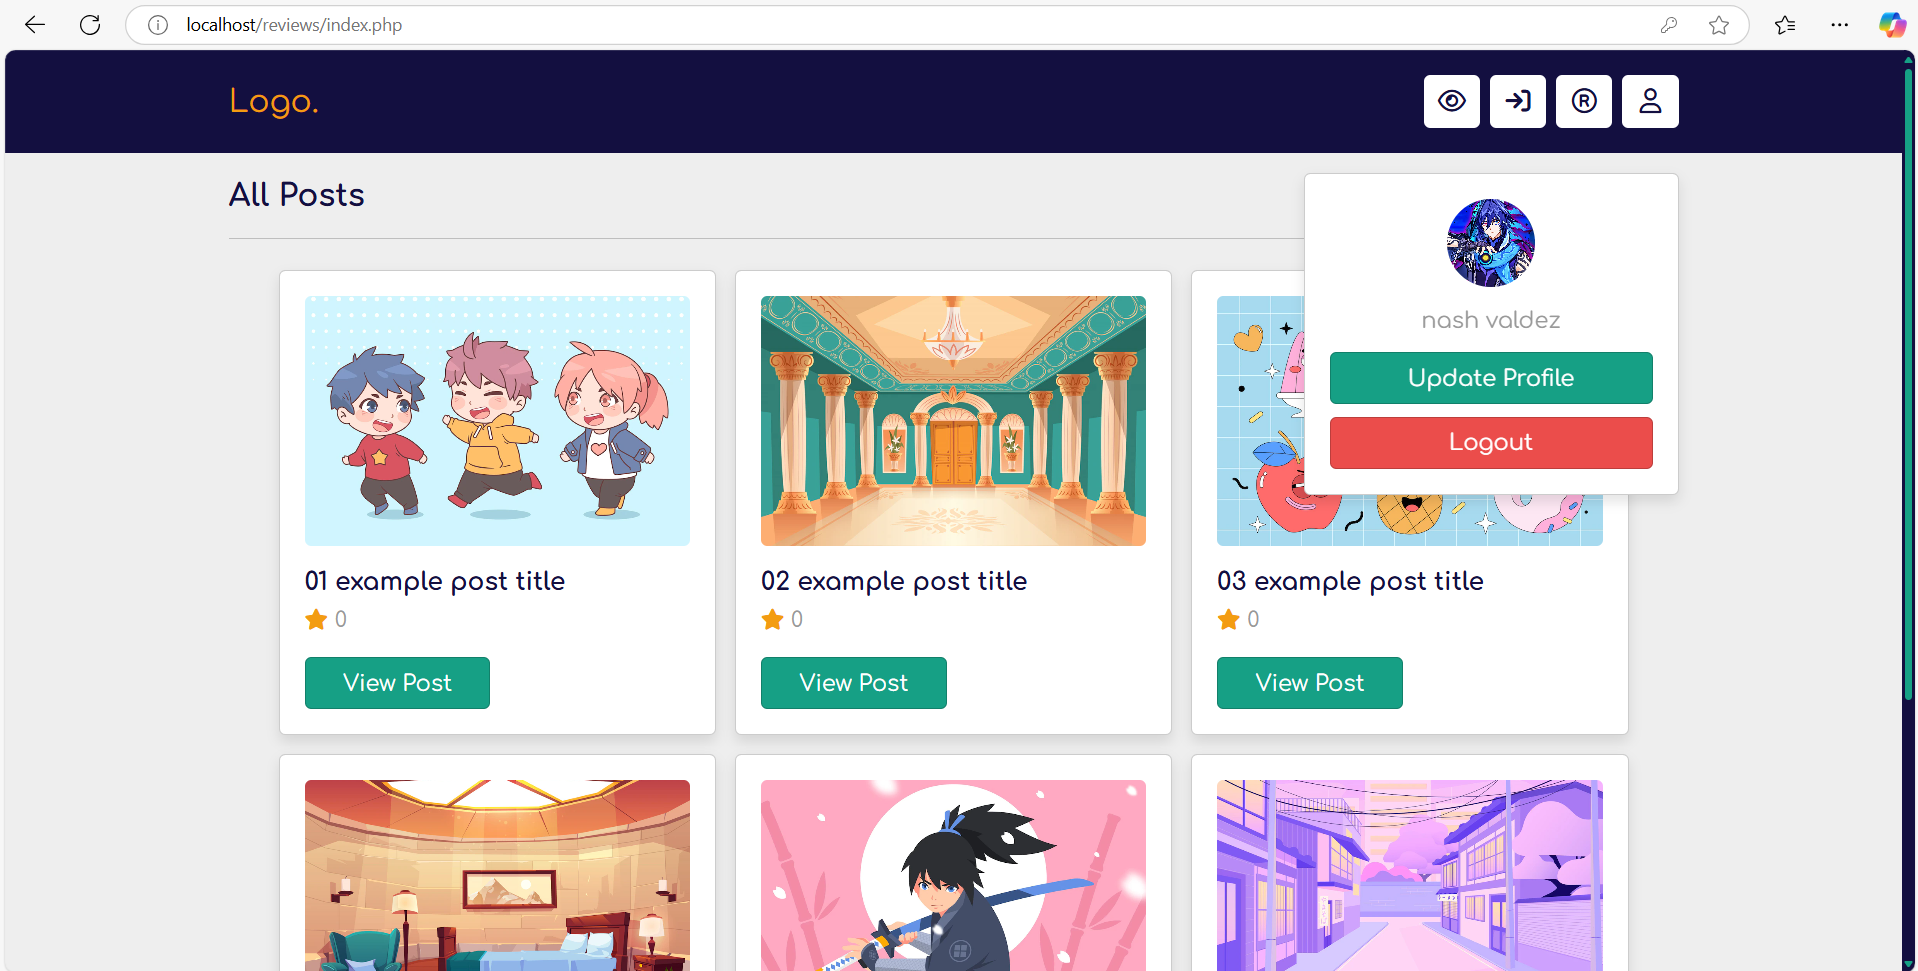 localhost/reviews/index.php
Logo.
®
All Posts
nash valdez
Update Profile
Logout
01 example post title
0
View Post
02 example post title
0
View Post
03 example post title
0
View Post